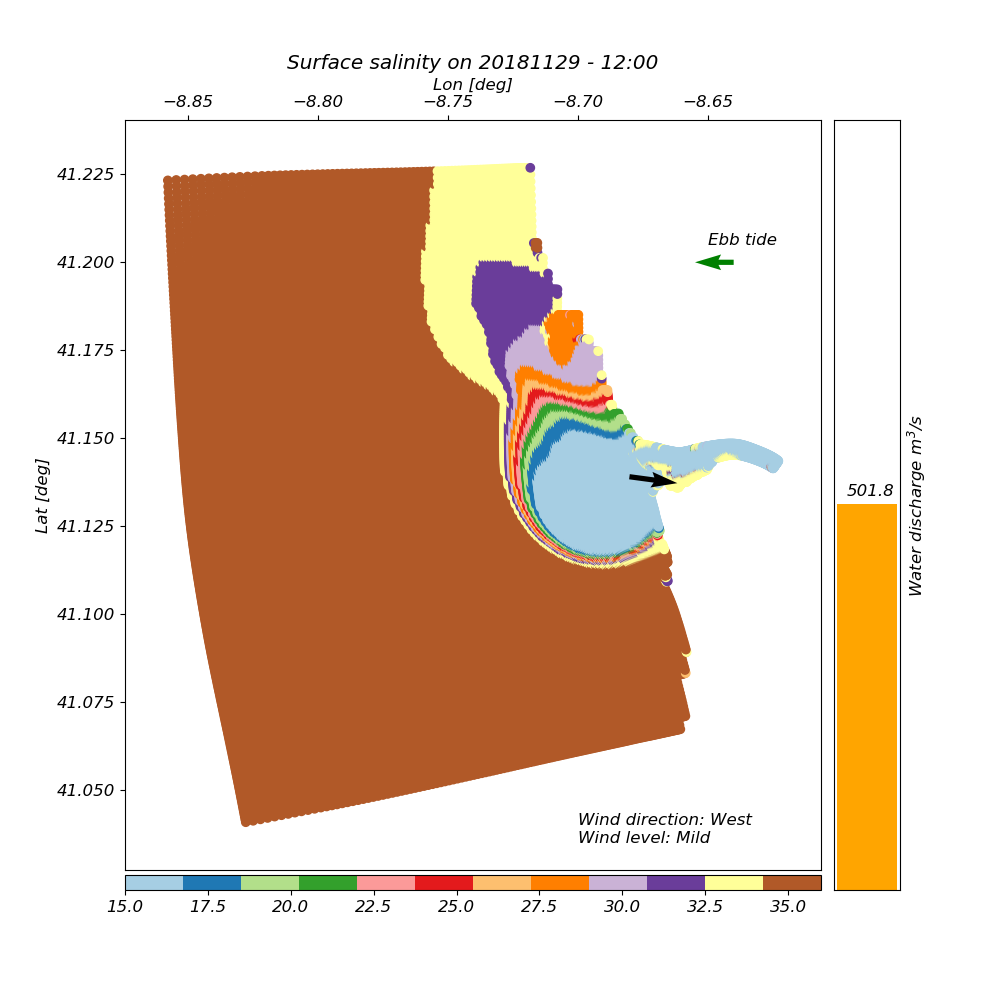 Surface salinity on 20181129 - 12:00
Lon [deg]
−8.85 −8.80 −8.75 −8.70 −8.65
41.225
41.200
41.175
41.150
41.125
41.100
41.075
41.050
Lat [deg]
Ebb tide
501.8
Water discharge m³/s
Wind direction: West
Wind level: Mild
15.0 17.5 20.0 22.5 25.0 27.5 30.0 32.5 35.0